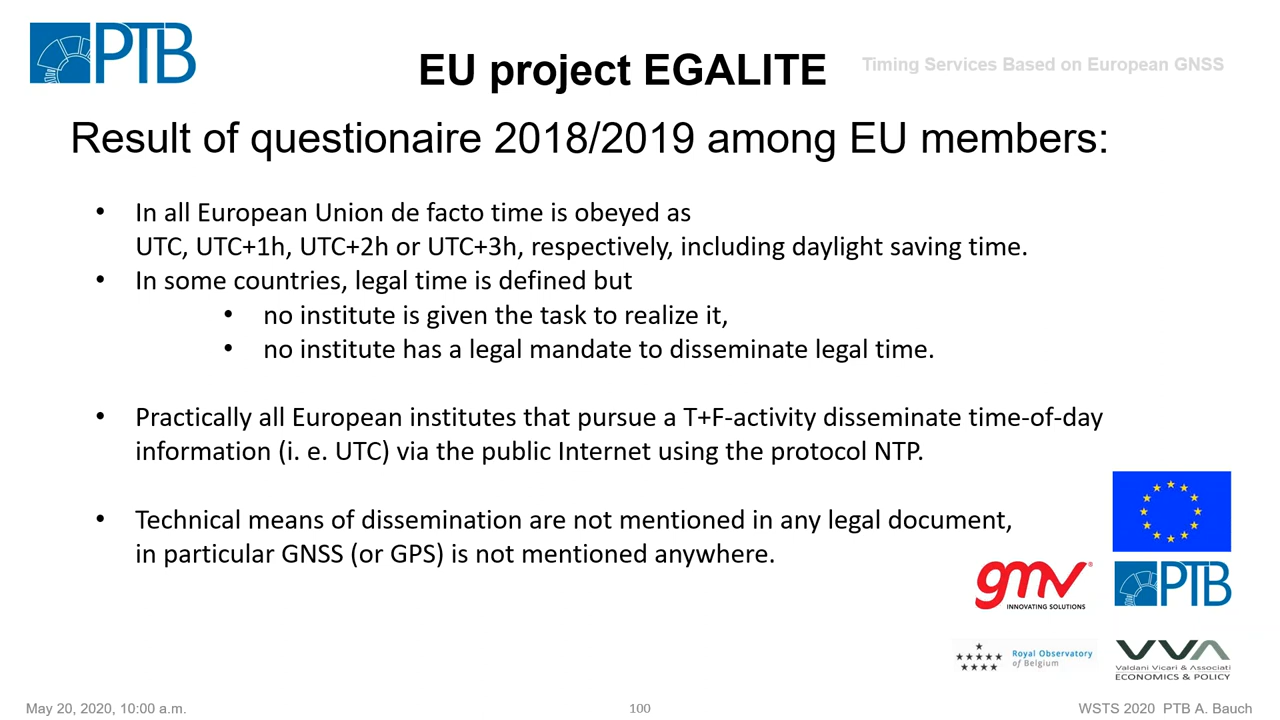 PTB
EU project EGALITE
Timing Services Based on European GNSS
Result of questionaire 2018/2019 among EU members:
• In all European Union de facto time is obeyed as
UTC, UTC+1h, UTC+2h or UTC+3h, respectively, including daylight saving time.
• In some countries, legal time is defined but
• no institute is given the task to realize it,
• no institute has a legal mandate to disseminate legal time.
• Practically all European institutes that pursue a T+F-activity disseminate time-of-day
information (i. e. UTC) via the public Internet using the protocol NTP.
• Technical means of dissemination are not mentioned in any legal document,
in particular GNSS (or GPS) is not mentioned anywhere.
gmv®
INNOVATING SOLUTIONS
PTB
Royal Observatory
of Belgium
VVA
Valdani Vicari & Associati
ECONOMICS & POLICY
May 20, 2020, 10:00 a.m.
100
WSTS 2020 PTB A. Bauch